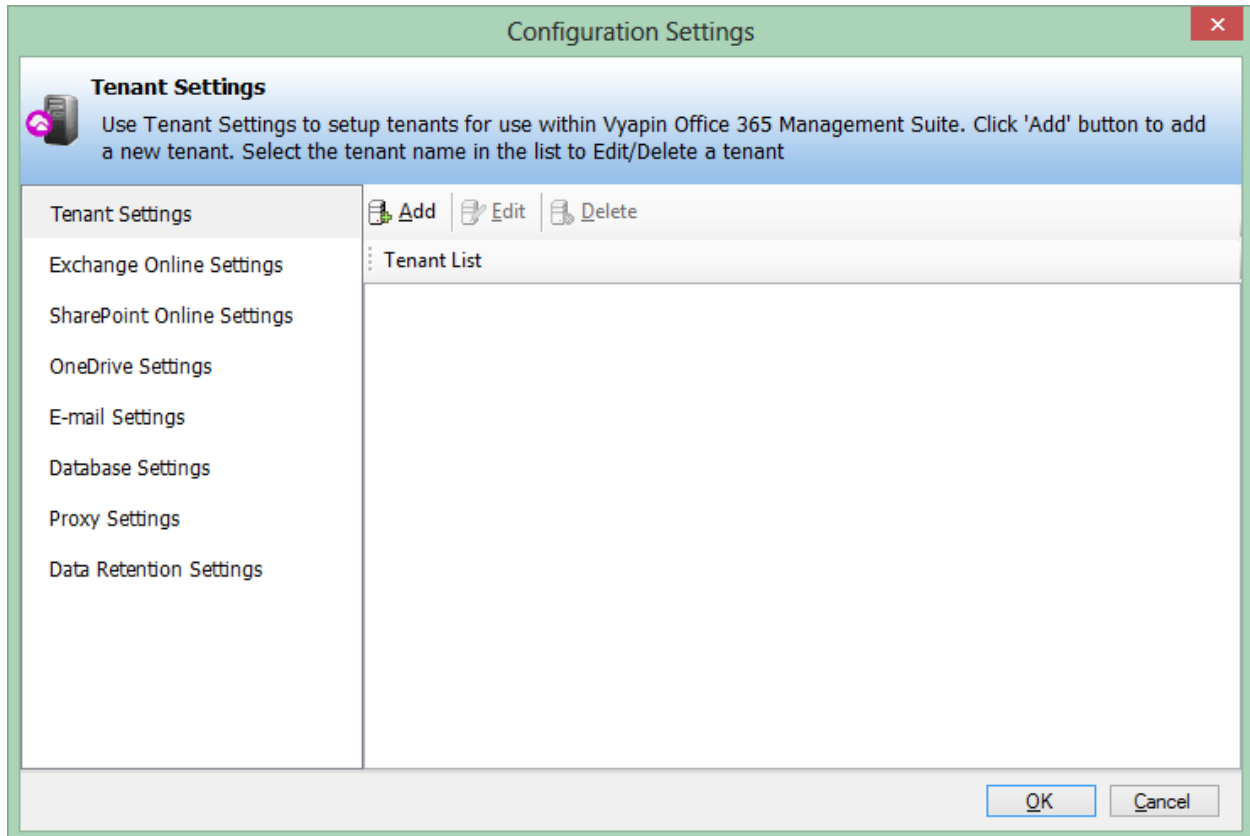 Configuration Settings
Tenant Settings
Use Tenant Settings to setup tenants for use within Vyapin Office 365 Management Suite. Click 'Add' button to add
a new tenant. Select the tenant name in the list to Edit/Delete a tenant
Tenant Settings
Exchange Online Settings
SharePoint Online Settings
OneDrive Settings
E-mail Settings
Database Settings
Proxy Settings
Data Retention Settings
Add Edit Delete
Tenant List
OK Cancel